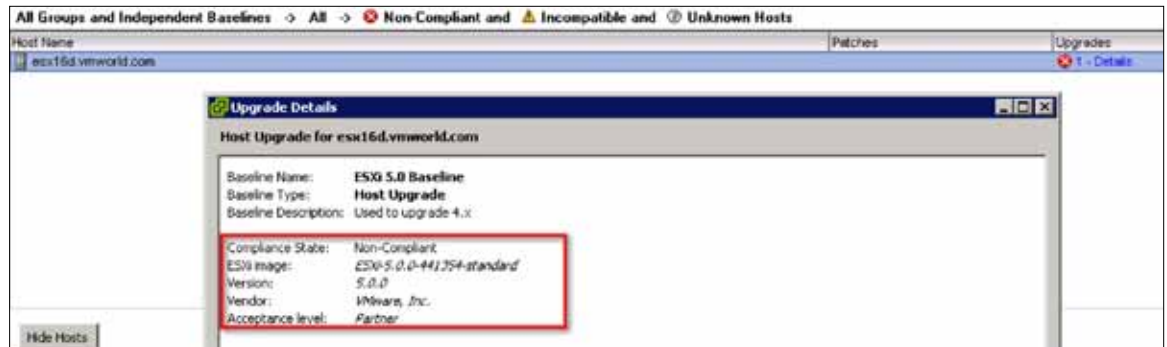 All Groups and Independent Baselines -> All -> Non-Compliant and Incompatible and Unknown Hosts
Host Name Patches Upgrades
esx16d.vmworld.com 1 - Details
Upgrade Details
Host Upgrade for esx16d.vmworld.com
Baseline Name: ESXi 5.0 Baseline
Baseline Type: Host Upgrade
Baseline Description: Used to upgrade 4.x
Compliance State: Non-Compliant
ESXi image: ESXi-5.0.0-441354-standard
Version: 5.0.0
Vendor: VMware, Inc.
Acceptance level: Partner
Hide Hosts